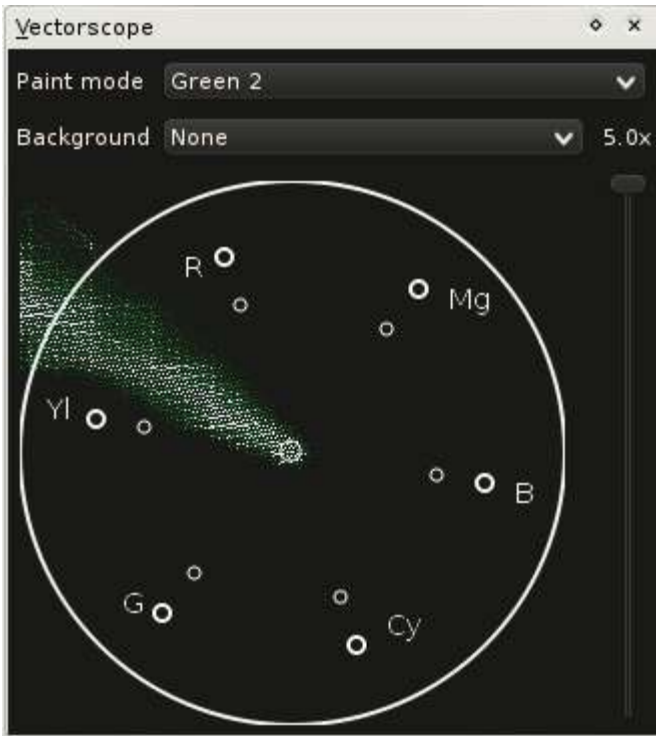 Vectorscope
Paint mode Green 2
Background None 5.0x
R
Mg
Yl
B
G
Cy